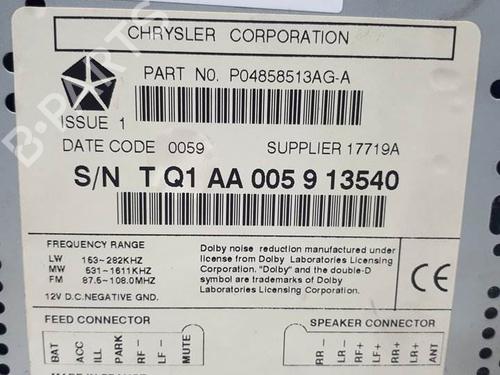 CHRYSLER CORPORATION
PART NO. P04858513AG-A
ISSUE 1
DATE CODE 0059 SUPPLIER 17719A
S/N T Q1 AA 005 9 13540
FREQUENCY RANGE
LW 153-282KHZ
MW 531-1611KHZ
FM 87.5-108.0MHZ
12V D.C.NEGATIVE GND.
Dolby noise reduction manufactured under
license from Dolby Laboratories Licensing
Corporation. "Dolby" and the double-D
symbol are trademarks of Dolby
Laboratories Licensing Corporation.
CE
FEED CONNECTOR
BAT
ACC
ILL
PARK
RF-
LF-
MUTE
SPEAKER CONNECTOR
RR-
LR-
RF+
LF+
RR+
LR+
ANT
B-PARTS